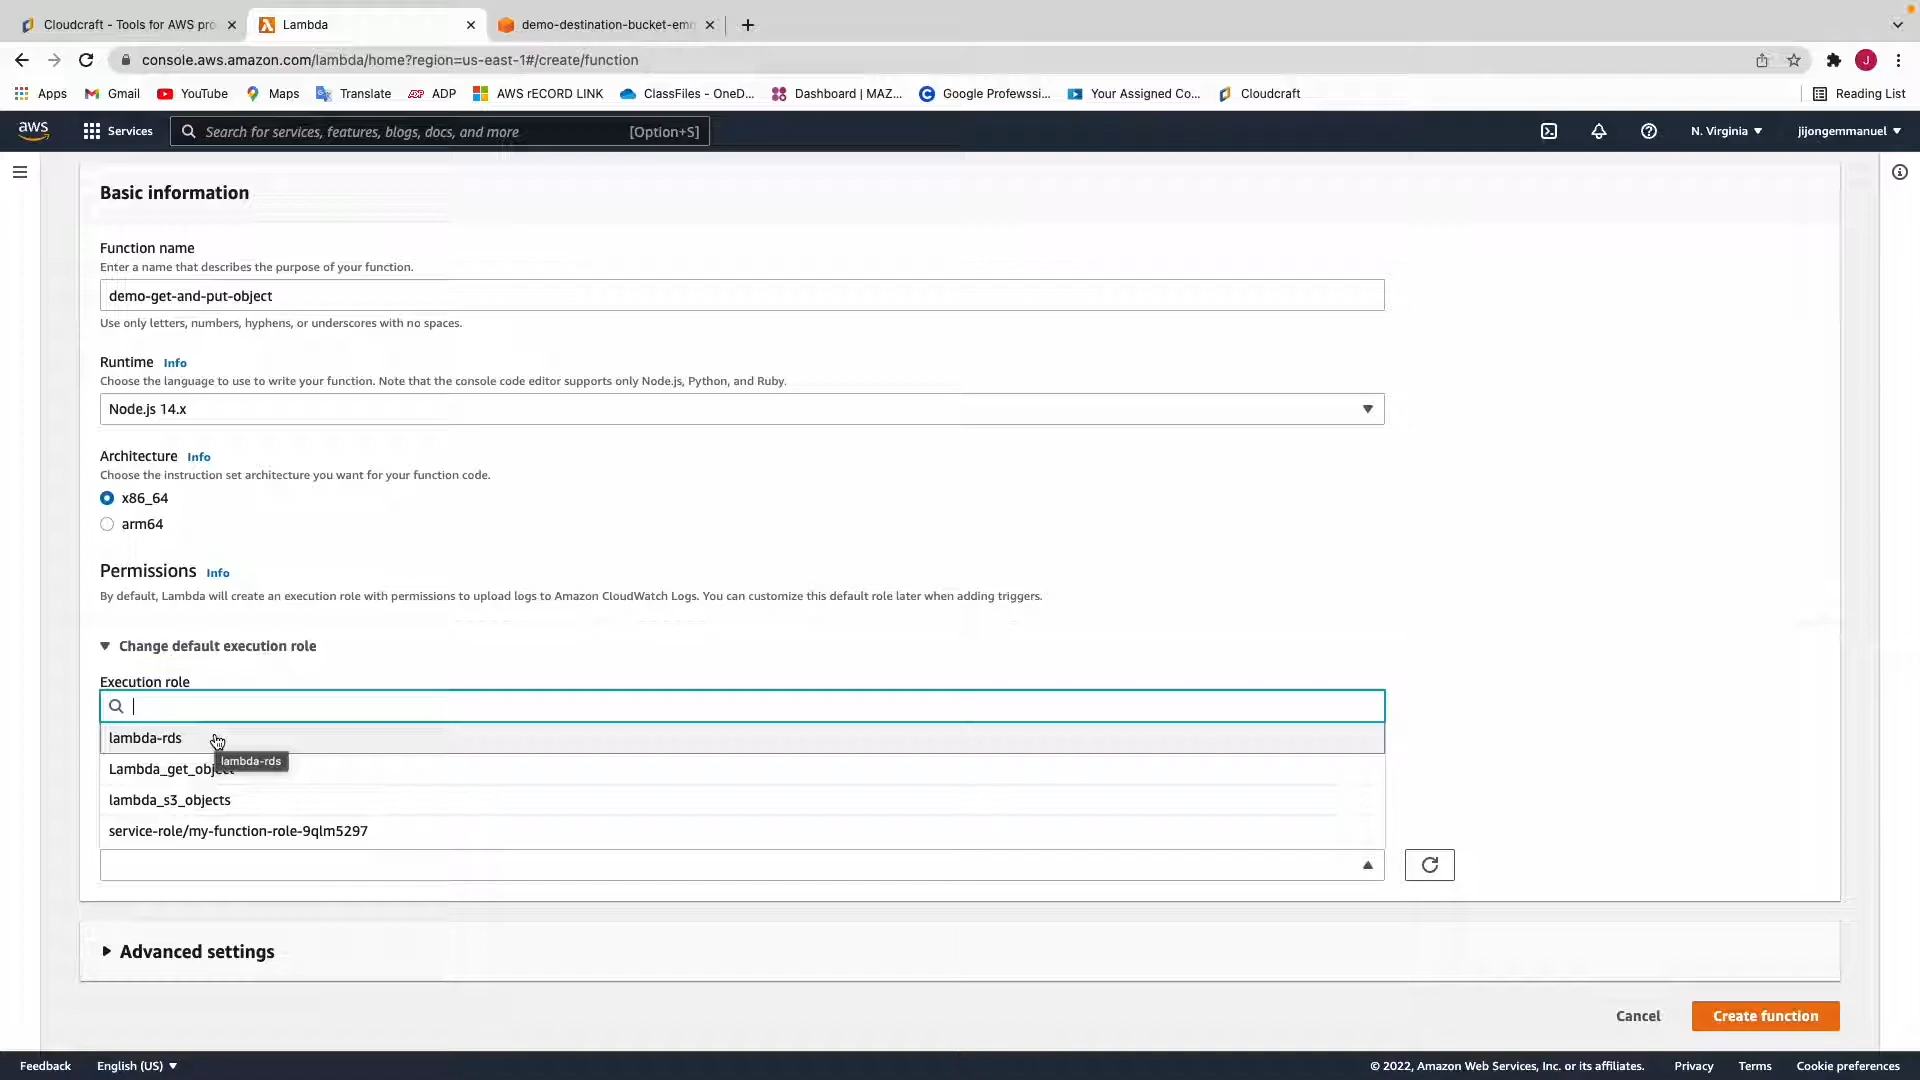 Cloudcraft - Tools for AWS pro
Lambda
demo-destination-bucket-emm
console.aws.amazon.com/lambda/home?region=us-east-1#/create/function
J
Apps
Gmail
YouTube
Maps
Translate
ADP
AWS rECORD LINK
ClassFiles - OneD...
Dashboard | MAZ...
Google Profewssi...
Your Assigned Co...
Cloudcraft
Reading List
aws
Services
Search for services, features, blogs, docs, and more
[Option+S]
N. Virginia
jijongemmanuel
Basic information
Function name
Enter a name that describes the purpose of your function.
demo-get-and-put-object
Use only letters, numbers, hyphens, or underscores with no spaces.
Runtime Info
Choose the language to use to write your function. Note that the console code editor supports only Node.js, Python, and Ruby.
Node.js 14.x
Architecture Info
Choose the instruction set architecture you want for your function code.
x86_64
arm64
Permissions Info
By default, Lambda will create an execution role with permissions to upload logs to Amazon CloudWatch Logs. You can customize this default role later when adding triggers.
Change default execution role
Execution role
lambda-rds
lambda-rds
Lambda_get_object
lambda_s3_objects
service-role/my-function-role-9qlm5297
Advanced settings
Cancel
Create function
Feedback
English (US)
© 2022, Amazon Web Services, Inc. or its affiliates.
Privacy
Terms
Cookie preferences